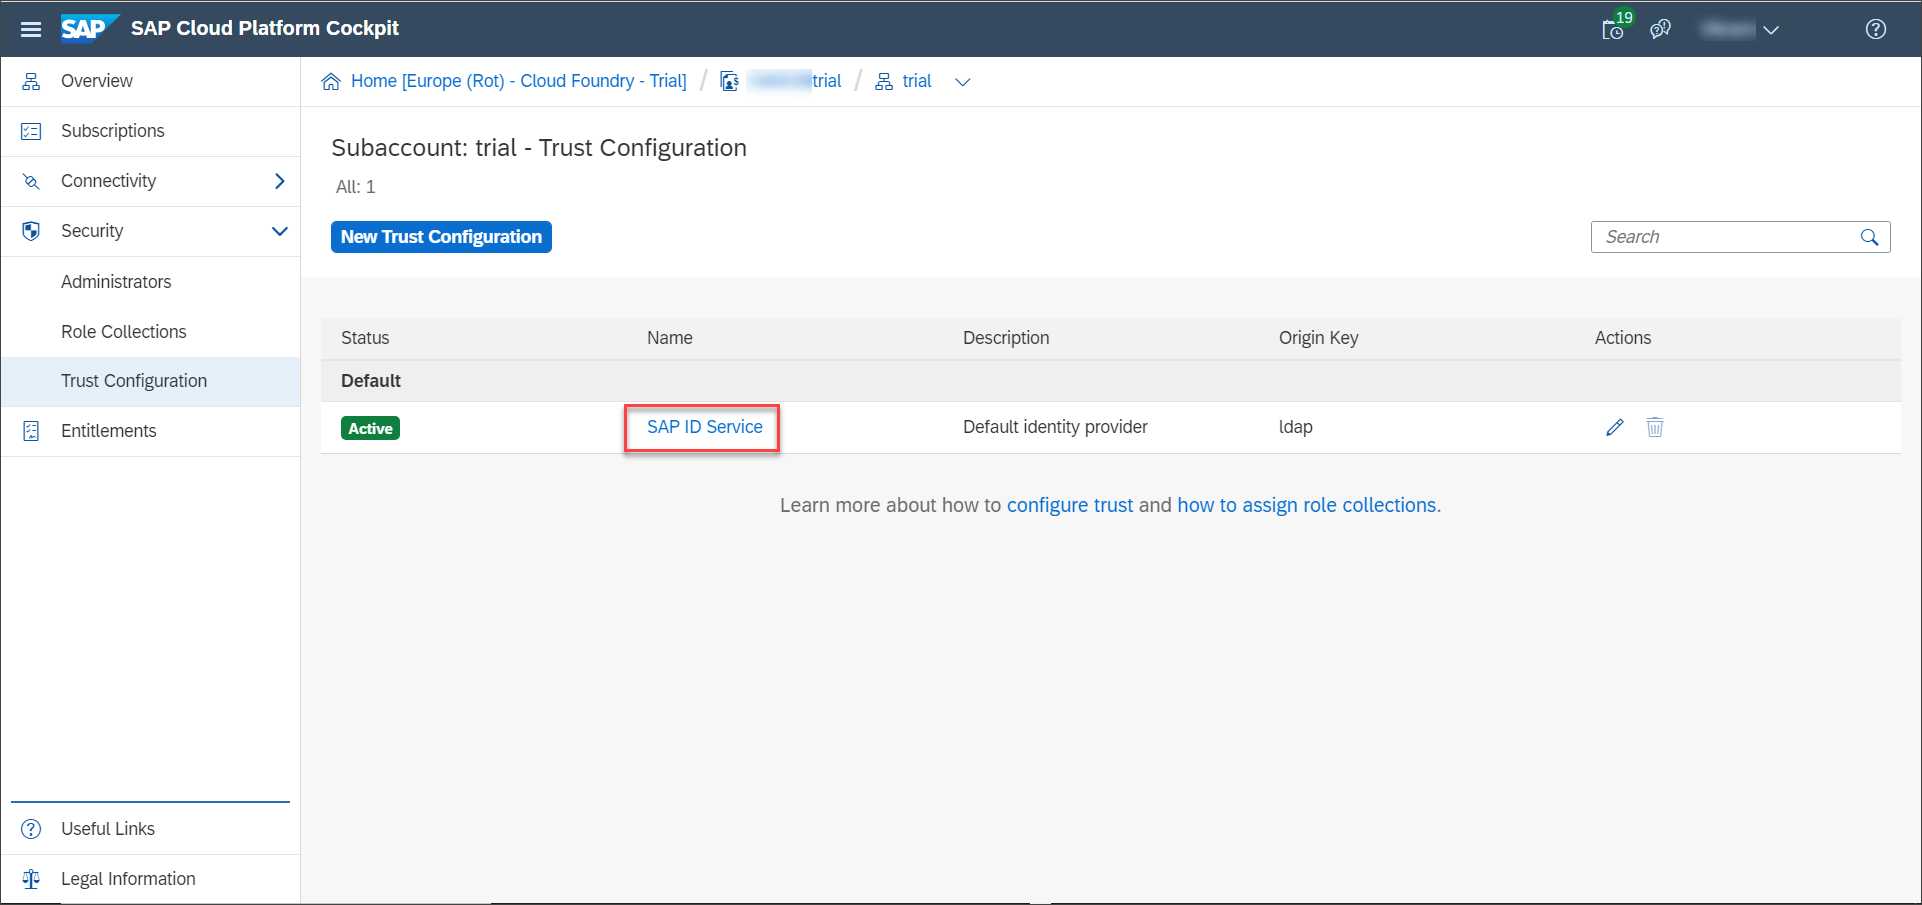 SAP SAP Cloud Platform Cockpit 19
Overview
Subscriptions
Connectivity
Security
Administrators
Role Collections
Trust Configuration
Entitlements
Useful Links
Legal Information
Home [Europe (Rot) - Cloud Foundry - Trial] / trial / trial
Subaccount: trial - Trust Configuration
All: 1
New Trust Configuration Search
Status Name Description Origin Key Actions
Default
Active SAP ID Service Default identity provider ldap
Learn more about how to configure trust and how to assign role collections.